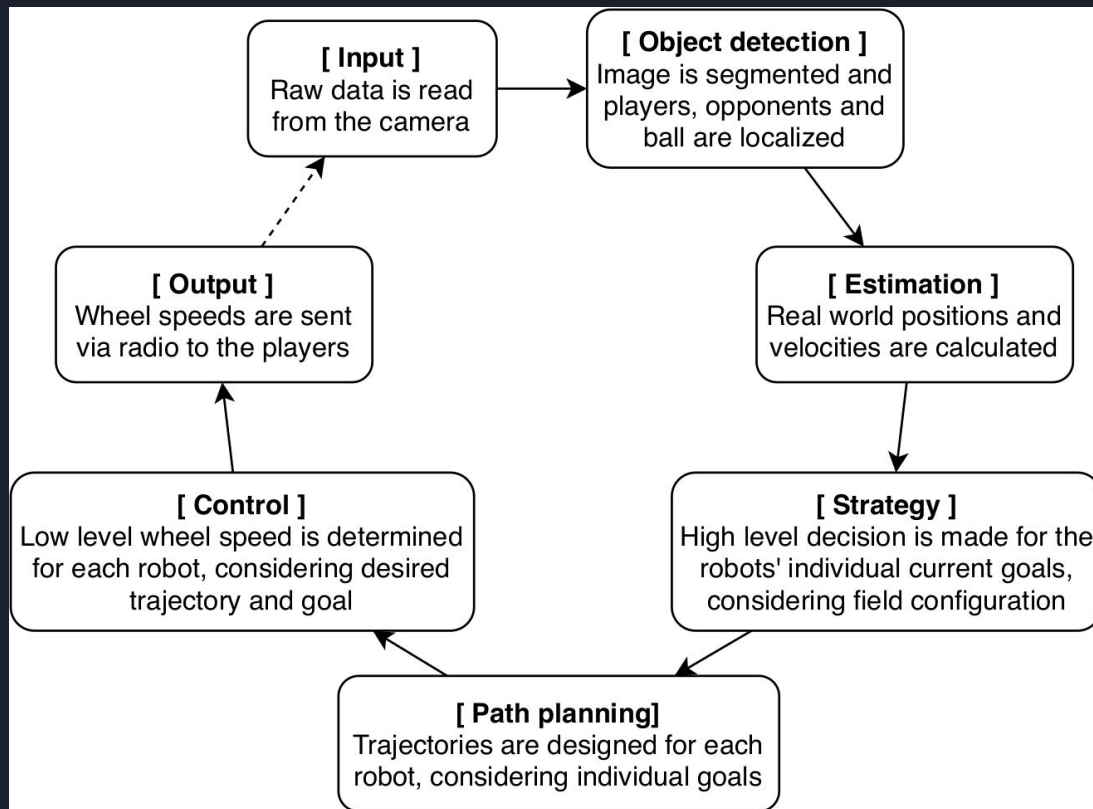 [ Input ]
Raw data is read
from the camera
[ Object detection ]
Image is segmented and
players, opponents and
ball are localized
[ Estimation ]
Real world positions and
velocities are calculated
[ Strategy ]
High level decision is made for the
robots' individual current goals,
considering field configuration
[ Path planning]
Trajectories are designed for each
robot, considering individual goals
[ Control ]
Low level wheel speed is determined
for each robot, considering desired
trajectory and goal
[ Output ]
Wheel speeds are sent
via radio to the players